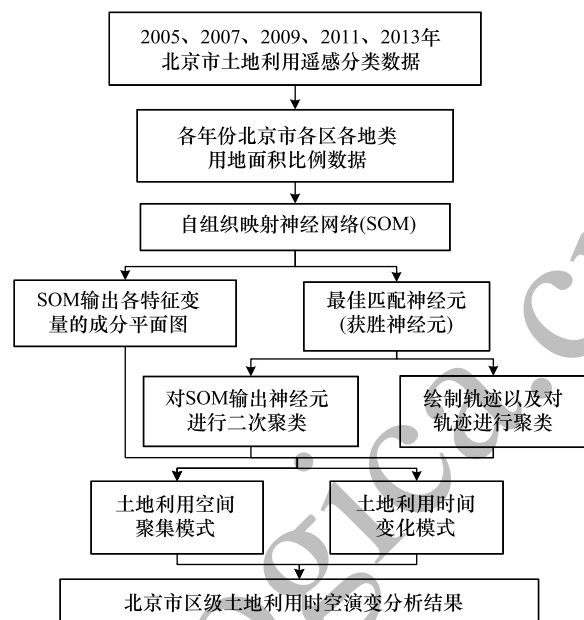 2005、2007、2009、2011、2013年
北京市土地利用遥感分类数据
各年份北京市各区各地类
用地面积比例数据
自组织映射神经网络(SOM)
SOM输出各特征变
量的成分平面图
最佳匹配神经元
(获胜神经元)
对SOM输出神经元
进行二次聚类
绘制轨迹以及对
轨迹进行聚类
土地利用空间
聚集模式
土地利用时间
变化模式
北京市区级土地利用时空演变分析结果